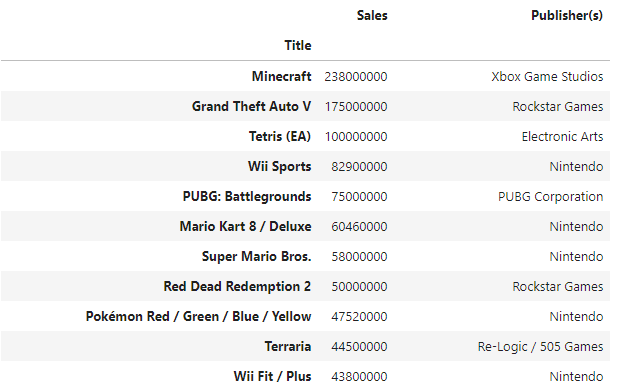 Sales Publisher(s)
Title
Minecraft 238000000 Xbox Game Studios
Grand Theft Auto V 175000000 Rockstar Games
Tetris (EA) 100000000 Electronic Arts
Wii Sports 82900000 Nintendo
PUBG: Battlegrounds 75000000 PUBG Corporation
Mario Kart 8 / Deluxe 60460000 Nintendo
Super Mario Bros. 58000000 Nintendo
Red Dead Redemption 2 50000000 Rockstar Games
Pokémon Red / Green / Blue / Yellow 47520000 Nintendo
Terraria 44500000 Re-Logic / 505 Games
Wii Fit / Plus 43800000 Nintendo